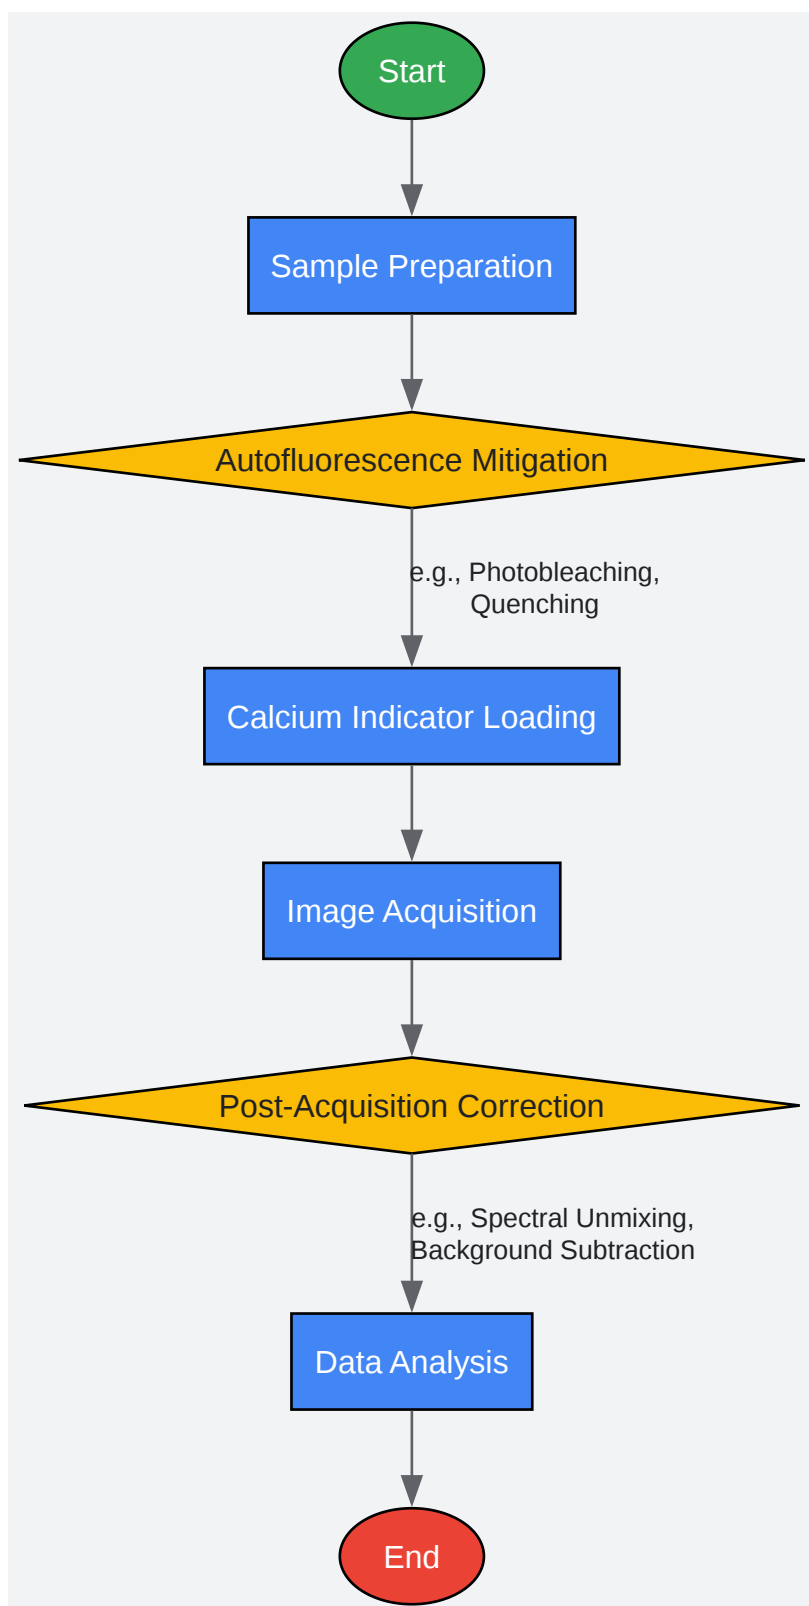 Start
Sample Preparation
Autofluorescence Mitigation
e.g., Photobleaching,
Quenching
Calcium Indicator Loading
Image Acquisition
Post-Acquisition Correction
e.g., Spectral Unmixing,
Background Subtraction
Data Analysis
End